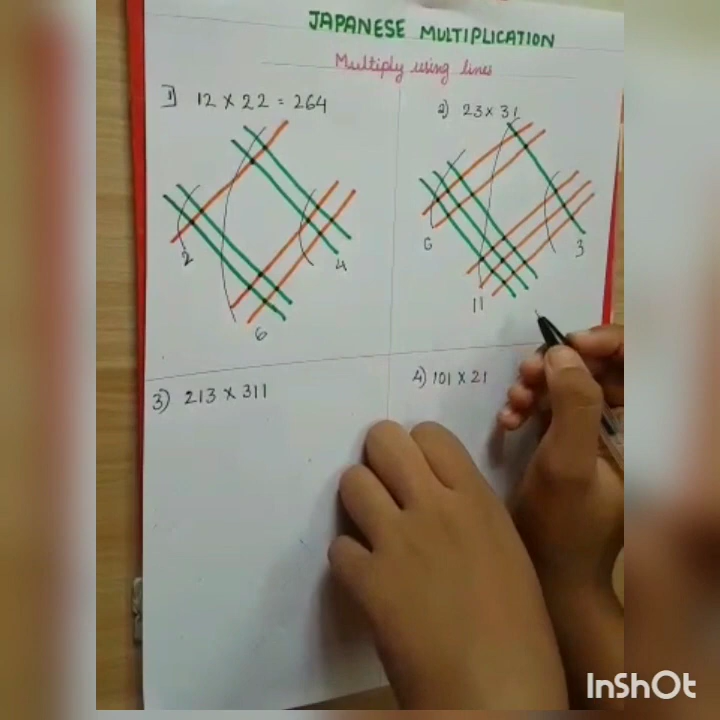 JAPANESE MULTIPLICATION
Multiply using lines
1) 12 × 22 = 264
2) 23 × 31
2
4
6
6
3
11
3) 213 × 311
4) 101 × 21
InShOt